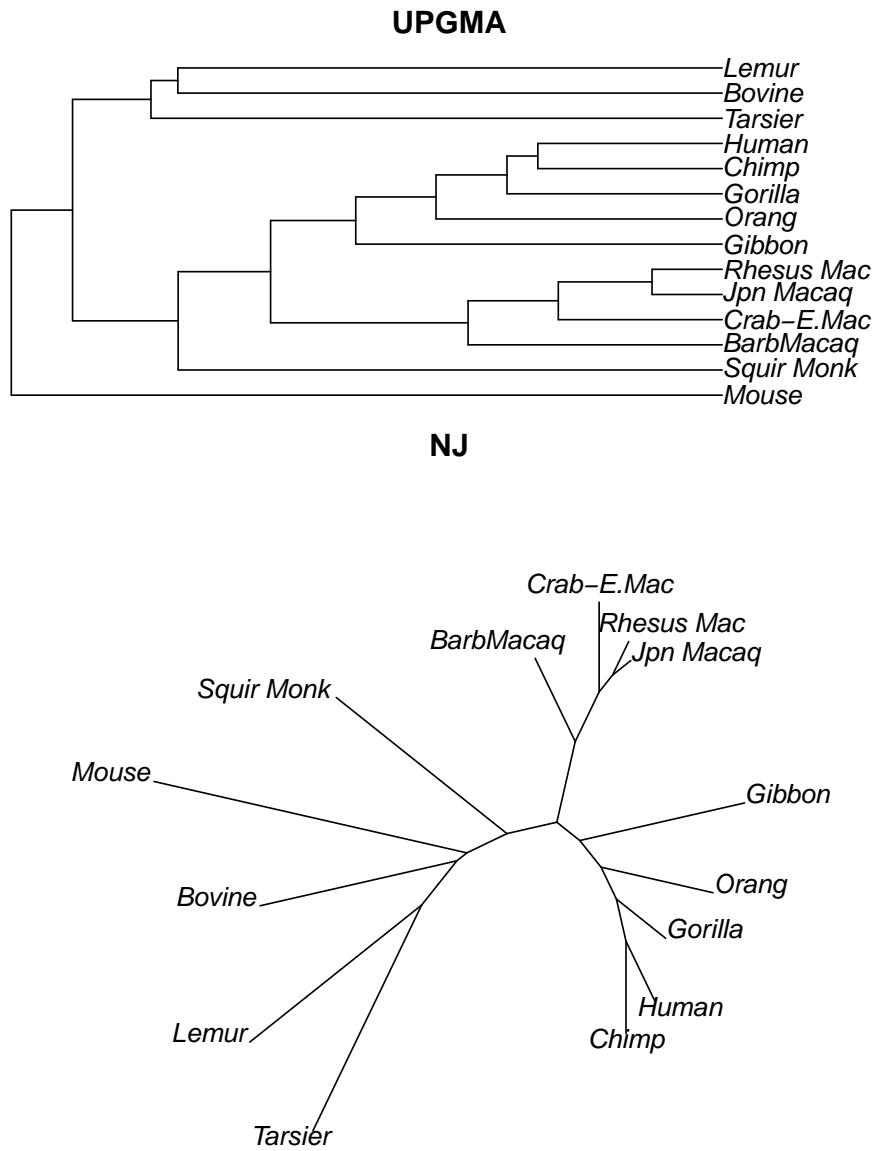 UPGMA
Lemur
Bovine
Tarsier
Human
Chimp
Gorilla
Orang
Gibbon
Rhesus Mac
Jpn Macaq
Crab−E.Mac
BarbMacaq
Squir Monk
Mouse
NJ
Crab−E.Mac
Rhesus Mac
BarbMacaq
Jpn Macaq
Squir Monk
Mouse
Gibbon
Orang
Bovine
Gorilla
Human
Lemur
Chimp
Tarsier